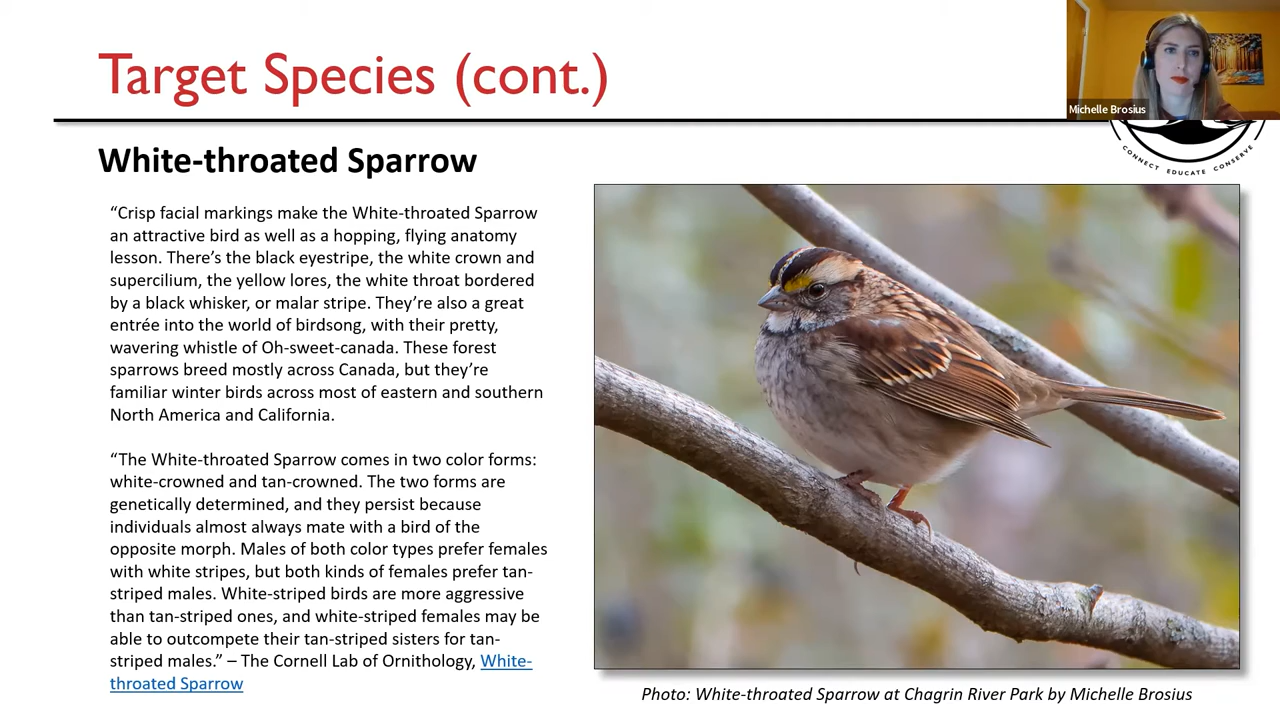 Target Species (cont.)
Michelle Brosius
CONNECT EDUCATE CONSERVE
White-throated Sparrow
“Crisp facial markings make the White-throated Sparrow
an attractive bird as well as a hopping, flying anatomy
lesson. There’s the black eyestripe, the white crown and
supercilium, the yellow lores, the white throat bordered
by a black whisker, or malar stripe. They’re also a great
entrée into the world of birdsong, with their pretty,
wavering whistle of Oh-sweet-canada. These forest
sparrows breed mostly across Canada, but they’re
familiar winter birds across most of eastern and southern
North America and California.
“The White-throated Sparrow comes in two color forms:
white-crowned and tan-crowned. The two forms are
genetically determined, and they persist because
individuals almost always mate with a bird of the
opposite morph. Males of both color types prefer females
with white stripes, but both kinds of females prefer tan-
striped males. White-striped birds are more aggressive
than tan-striped ones, and white-striped females may be
able to outcompete their tan-striped sisters for tan-
striped males.” – The Cornell Lab of Ornithology, White-
throated Sparrow
Photo: White-throated Sparrow at Chagrin River Park by Michelle Brosius